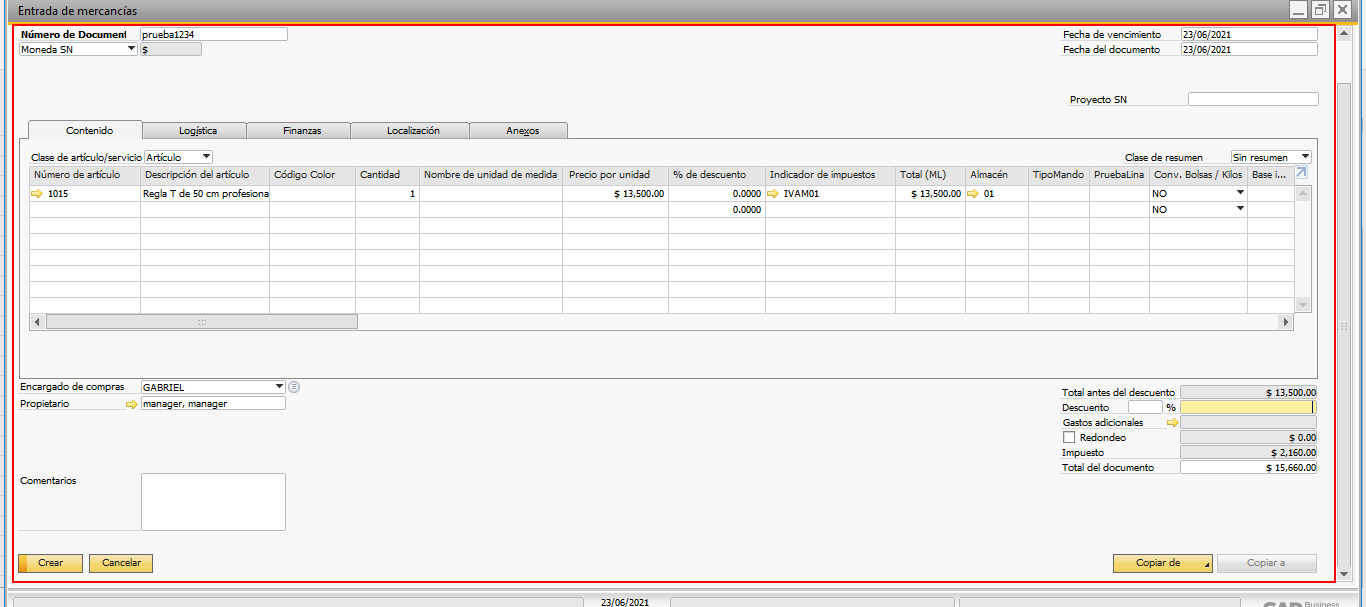 Entrada de mercancías
Número de Document prueba1234 Fecha de vencimiento 23/06/2021
Moneda SN $ Fecha del documento 23/06/2021
Proyecto SN
Contenido Logística Finanzas Localización Anexos
Clase de artículo/servicio Artículo Clase de resumen Sin resumen
Número de artículo Descripción del artículo Código Color Cantidad Nombre de unidad de medida Precio por unidad % de descuento Indicador de impuestos Total (ML) Almacén TipoMando PruebaLina Conv. Bolsas / Kilos Base i...
1015 Regla T de 50 cm profesiona 1 $ 13,500.00 0.0000 IVAM01 $ 13,500.00 01 NO
0.0000 NO
Encargado de compras GABRIEL
Propietario manager, manager
Total antes del descuento $ 13,500.00
Descuento %
Gastos adicionales
Redondeo $ 0.00
Impuesto $ 2,160.00
Total del documento $ 15,660.00
Comentarios
Crear Cancelar Copiar de Copiar a
23/06/2021
Business